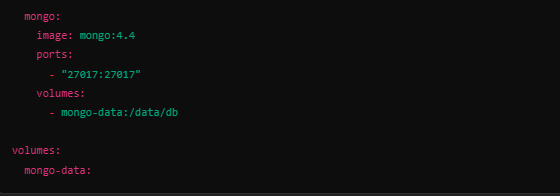 mongo:
image: mongo:4.4
ports:
- "27017:27017"
volumes:
- mongo-data:/data/db
volumes:
mongo-data: